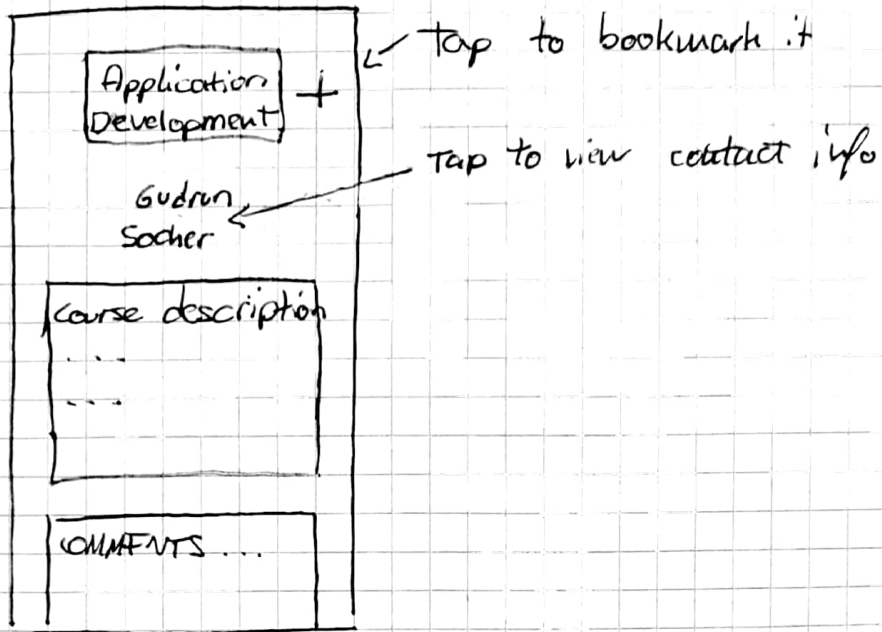 Tap to bookmark it
Application +
Development
Tap to view contact info
Gudrun
Socher
course description
...
...
COMMENTS ...